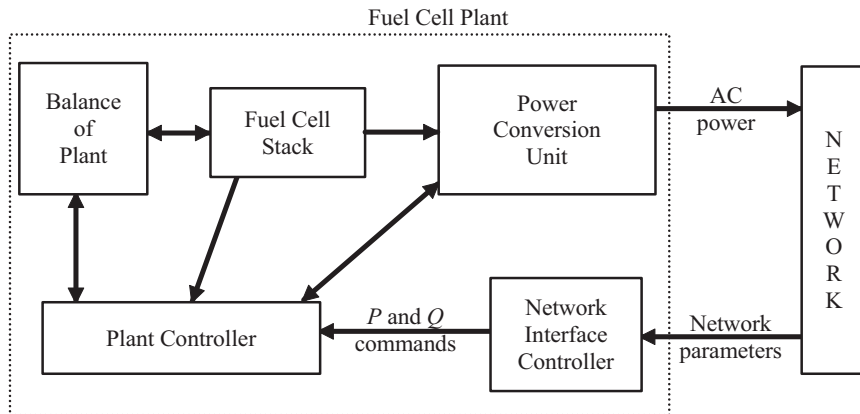 Fuel Cell Plant
Balance
of
Plant
Fuel Cell
Stack
Power
Conversion
Unit
AC
power
N
E
T
W
O
R
K
Plant Controller
P and Q
commands
Network
Interface
Controller
Network
parameters